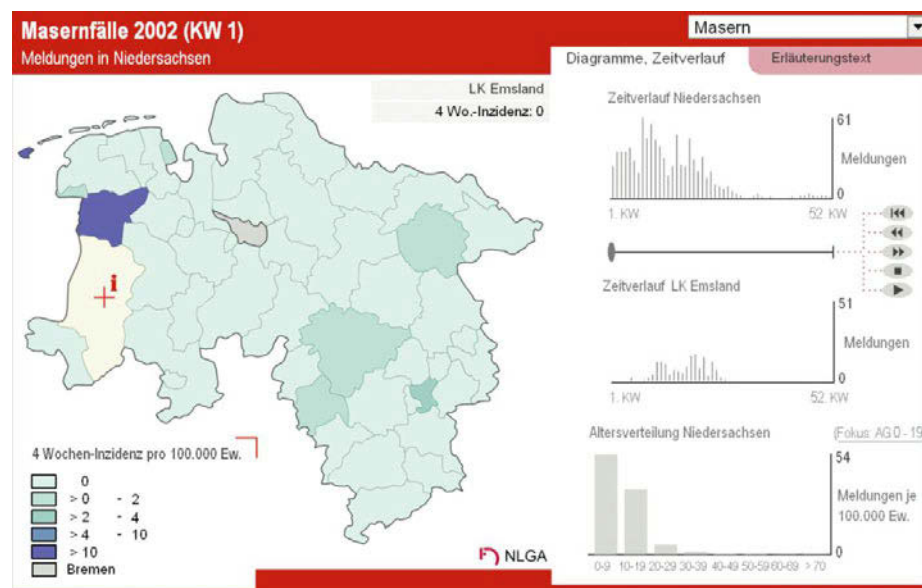 Masernfälle 2002 (KW 1)
Meldungen in Niedersachsen
Masern
Diagramme, Zeitverlauf
Erläuterungstext
LK Emsland
4 Wo.-Inzidenz: 0
i
Zeitverlauf Niedersachsen
61
Meldungen
0
1. KW
52. KW
Zeitverlauf LK Emsland
51
Meldungen
0
1. KW
52. KW
Altersverteilung Niedersachsen
(Fokus: AG 0 - 19
54
Meldungen je
100.000 Ew.
0
0-9 10-19 20-29 30-39 40-49 50-59 60-69 > 70
4 Wochen-Inzidenz pro 100.000 Ew.
0
> 0 - 2
> 2 - 4
> 4 - 10
> 10
Bremen
NLGA